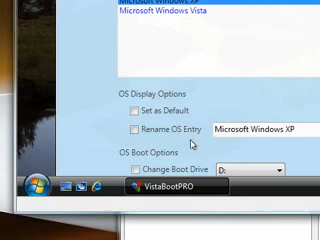 Microsoft Windows XP
Microsoft Windows Vista
OS Display Options
Set as Default
Rename OS Entry
Microsoft Windows XP
OS Boot Options
Change Boot Drive
D:
VistaBootPRO